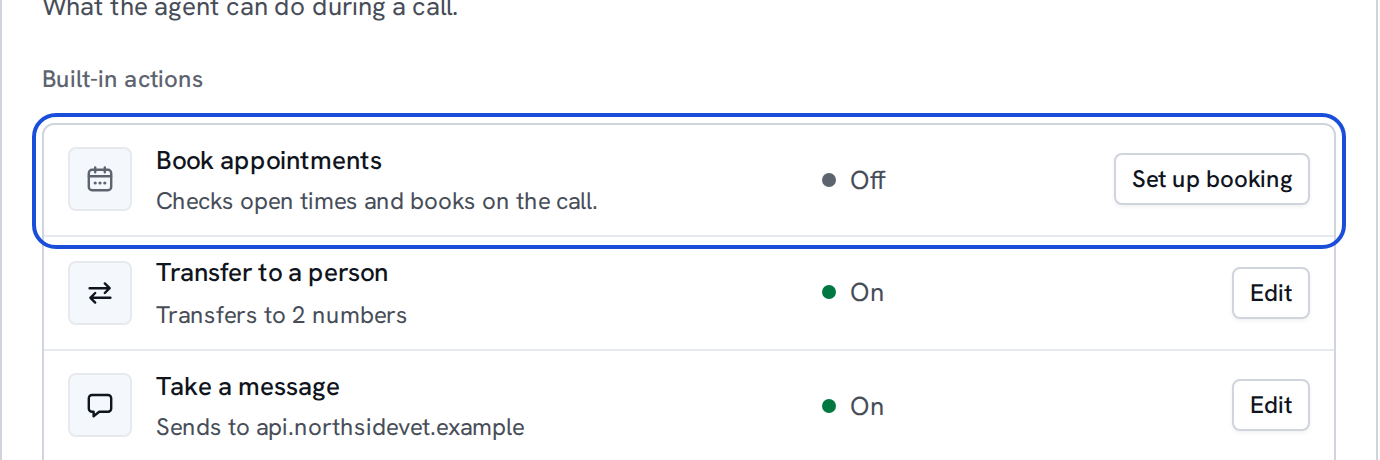 What the agent can do during a call.
Built-in actions
Book appointments
Checks open times and books on the call.
Off
Set up booking
Transfer to a person
Transfers to 2 numbers
On
Edit
Take a message
Sends to api.northsidevet.example
On
Edit